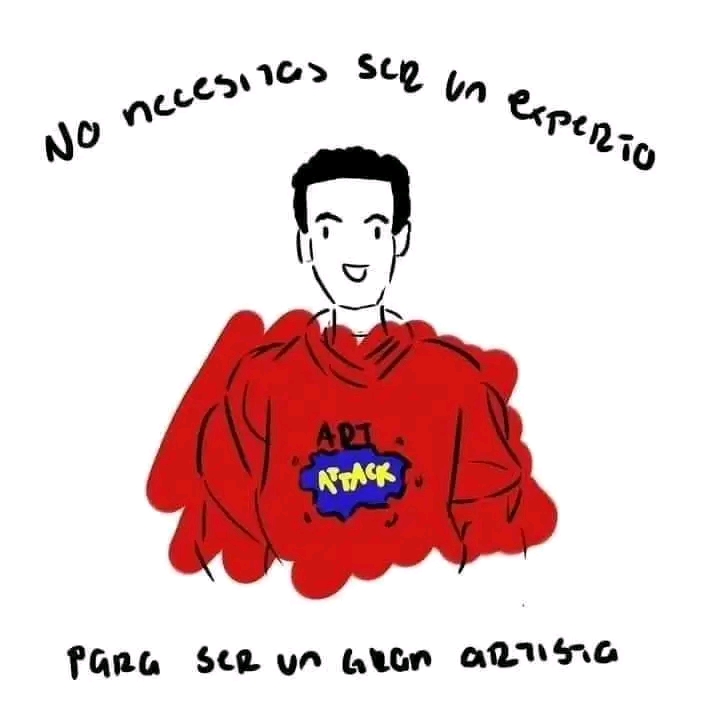 No necesitas ser un experto
ART
ATTACK
para ser un gran artista